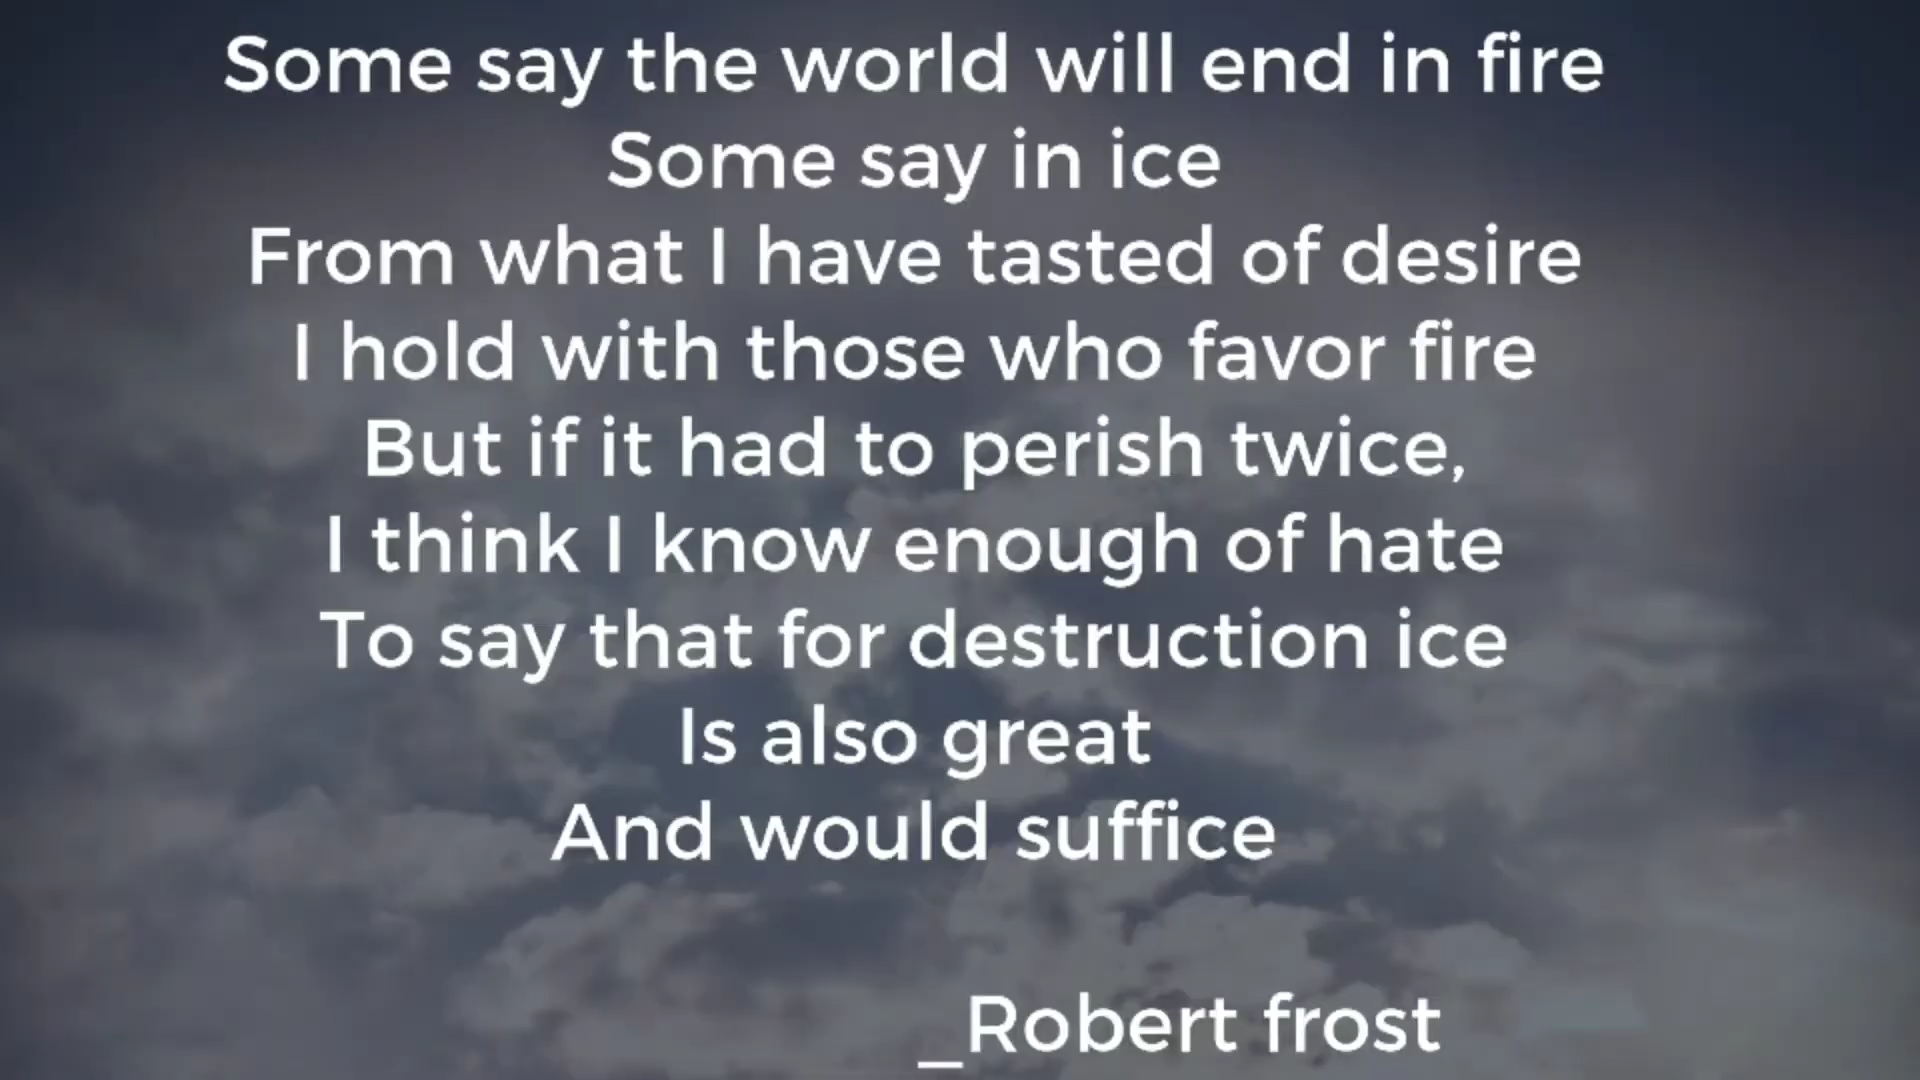 Some say the world will end in fire
Some say in ice
From what I have tasted of desire
I hold with those who favor fire
But if it had to perish twice,
I think I know enough of hate
To say that for destruction ice
Is also great
And would suffice
_Robert frost